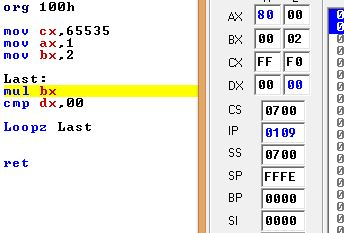 org 100h
mov cx,65535
mov ax,1
mov bx,2
Last:
mul bx
cmp dx,00
Loopz Last
ret
AX 80 00
BX 00 02
CX FF F0
DX 00 00
CS 0700
IP 0109
SS 0700
SP FFFE
BP 0000
SI 0000